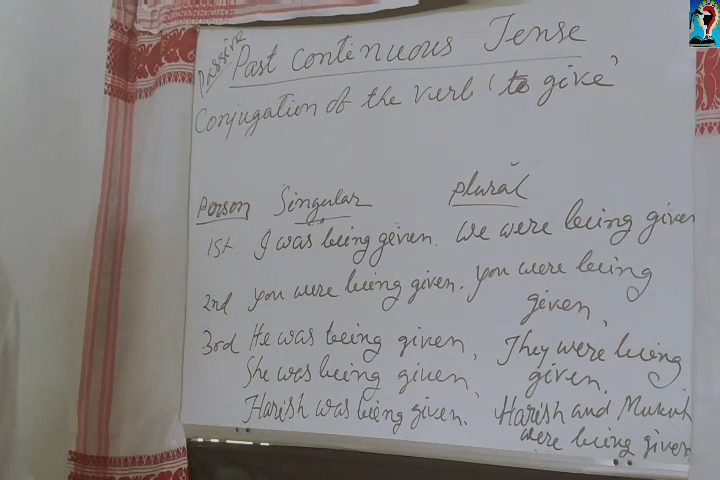 Passive
Past continuous Tense
Conjugation of the verb 'to give'
Person Singular plural
1st I was being given. We were being given
2nd You were being given. You were being
given,
3rd He was being given, They were being
She was being given, given.
Harish was being given. Harish and Mukul
were being given